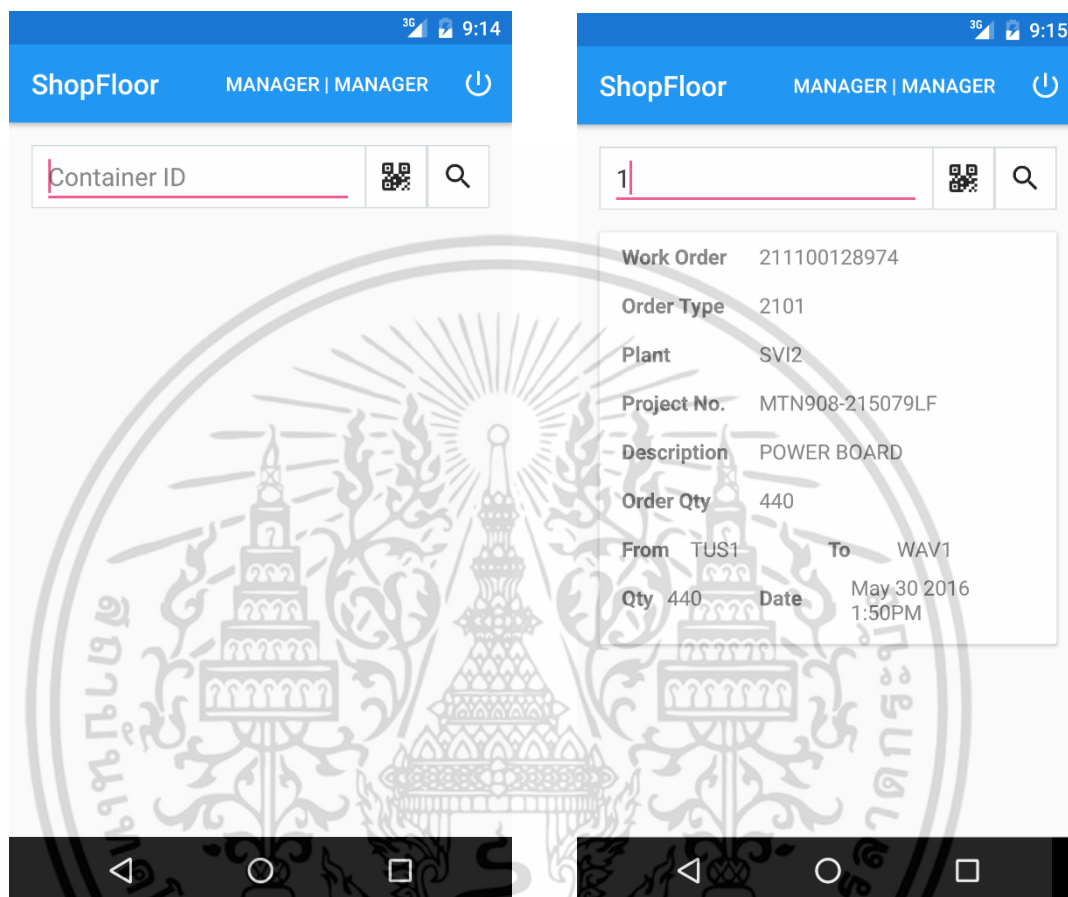 3G 9:14
ShopFloor MANAGER | MANAGER
Container ID
3G 9:15
ShopFloor MANAGER | MANAGER
1
Work Order 211100128974
Order Type 2101
Plant SVI2
Project No. MTN908-215079LF
Description POWER BOARD
Order Qty 440
From TUS1 To WAV1
Qty 440 Date May 30 2016
1:50PM